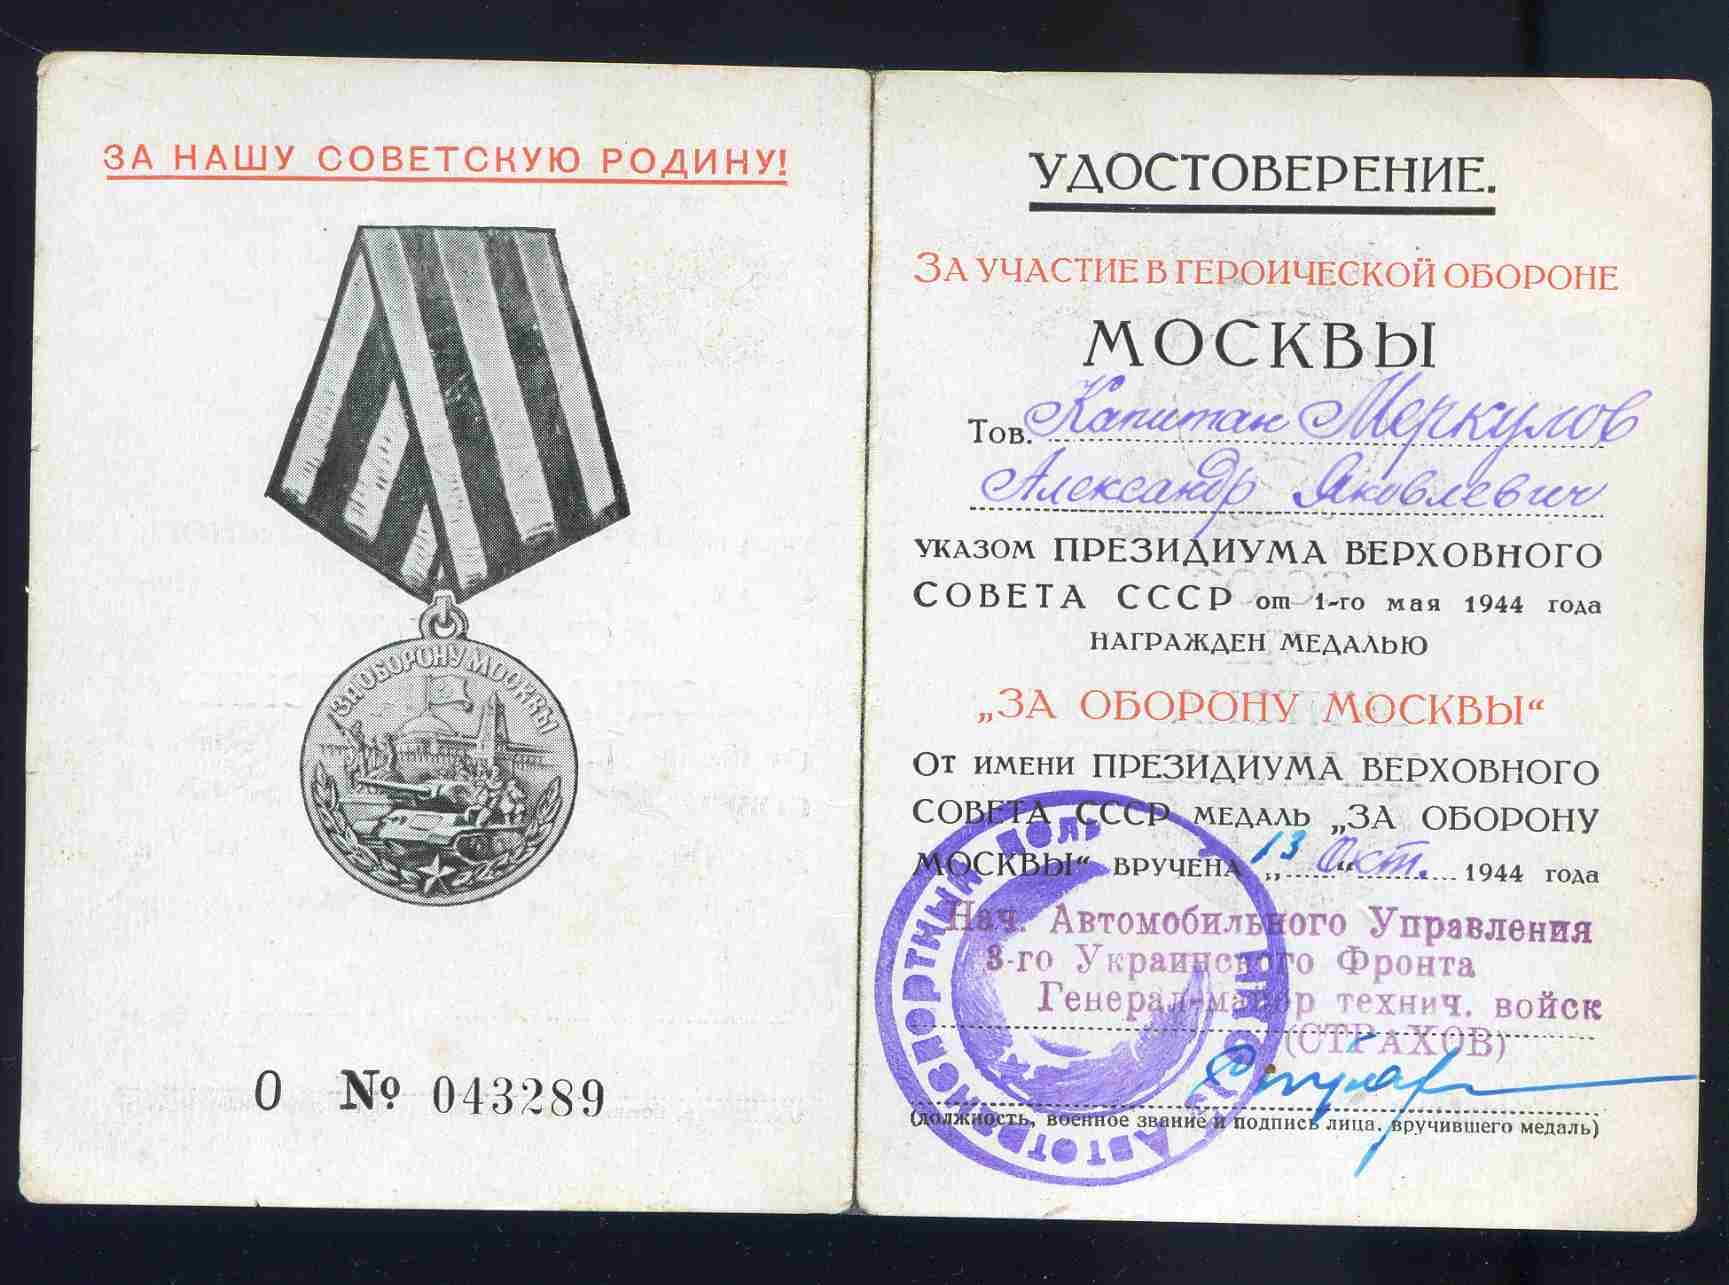 ЗА НАШУ СОВЕТСКУЮ РОДИНУ!
ЗА ОБОРОНУ МОСКВЫ
О № 043289
УДОСТОВЕРЕНИЕ.
ЗА УЧАСТИЕ В ГЕРОИЧЕСКОЙ ОБОРОНЕ
МОСКВЫ
Тов. Капитан Меркулов
Александр Яковлевич
УКАЗОМ ПРЕЗИДИУМА ВЕРХОВНОГО
СОВЕТА СССР от 1-го мая 1944 года
НАГРАЖДЕН МЕДАЛЬЮ
„ЗА ОБОРОНУ МОСКВЫ“
ОТ ИМЕНИ ПРЕЗИДИУМА ВЕРХОВНОГО
СОВЕТА СССР МЕДАЛЬ „ЗА ОБОРОНУ
МОСКВЫ“ ВРУЧЕНА „13“ Окт. 1944 года
Нач. Автомобильного Управления
3-го Украинского Фронта
Генерал-майор технич. войск
(СТРАХОВ)
(должность, военное звание и подпись лица, вручившего медаль)